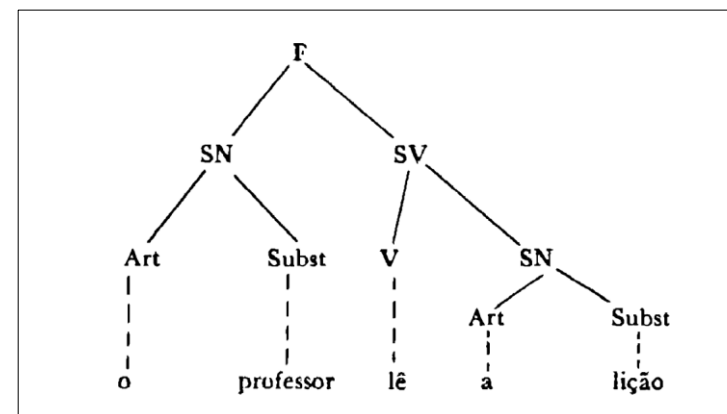 F
SN SV
Art Subst V SN
Art Subst
o professor lê a lição